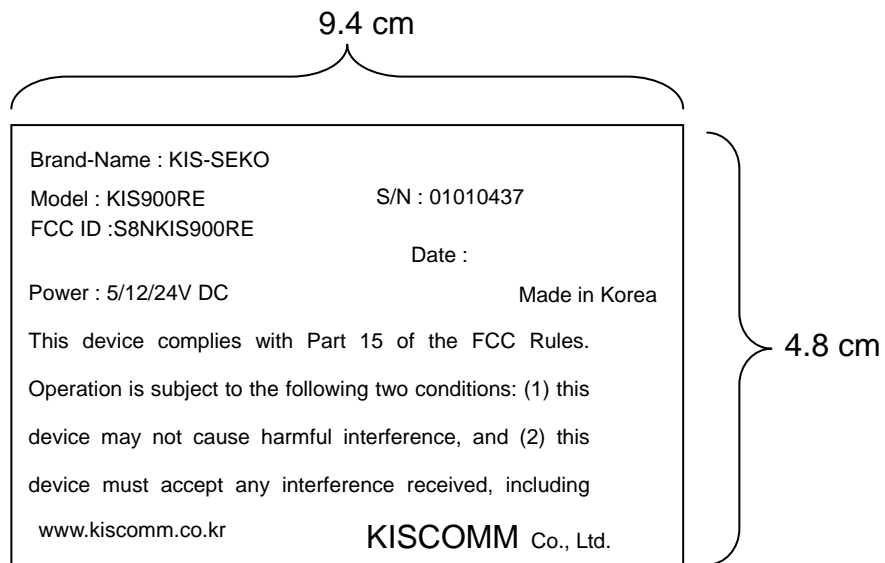 9.4 cm
Brand-Name : KIS-SEKO
Model : KIS900RE S/N : 01010437
FCC ID :S8NKIS900RE
Date :
Power : 5/12/24V DC Made in Korea
This device complies with Part 15 of the FCC Rules.
Operation is subject to the following two conditions: (1) this
device may not cause harmful interference, and (2) this
device must accept any interference received, including
www.kiscomm.co.kr KISCOMM Co., Ltd.
4.8 cm